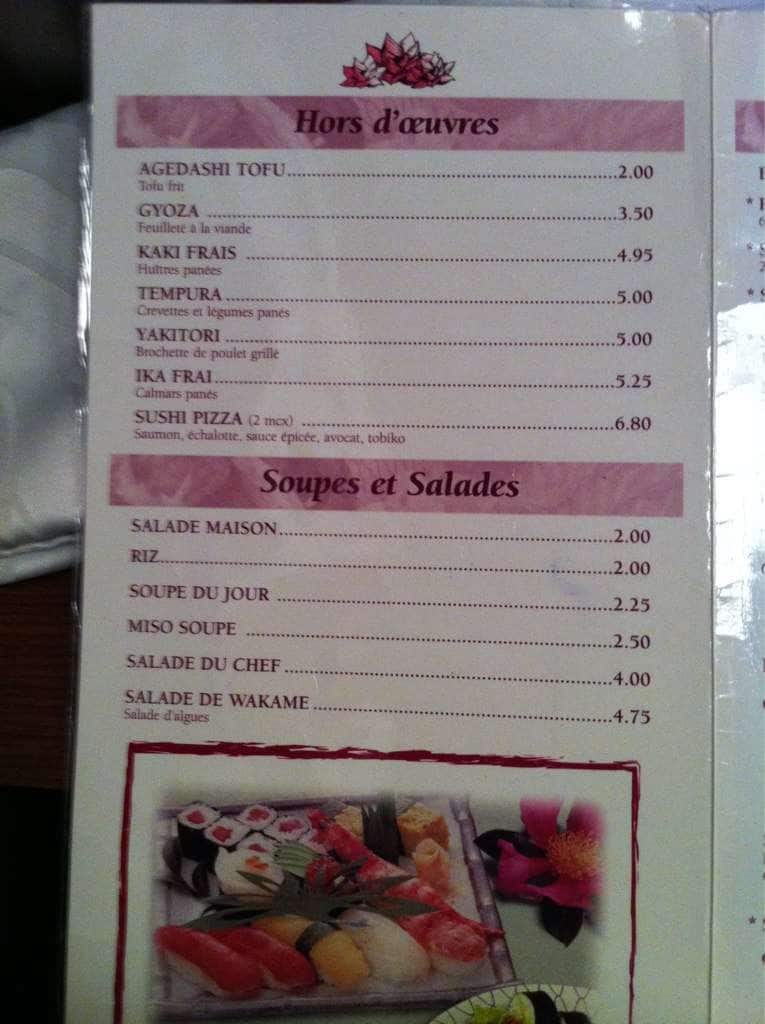 Hors d'œuvres
AGEDASHI TOFU..........2.00
Tofu frit
GYOZA ..........3.50
Feuilleté à la viande
KAKI FRAIS ..........4.95
Huîtres panées
TEMPURA..........5.00
Crevettes et légumes panés
YAKITORI ..........5.00
Brochette de poulet grillé
IKA FRAI..........5.25
Calmars panés
SUSHI PIZZA (2 mcx) ..........6.80
Saumon, échalotte, sauce épicée, avocat, tobiko
Soupes et Salades
SALADE MAISON..........2.00
RIZ..........2.00
SOUPE DU JOUR ..........2.25
MISO SOUPE ..........2.50
SALADE DU CHEF..........4.00
SALADE DE WAKAME..........4.75
Salade d'algues